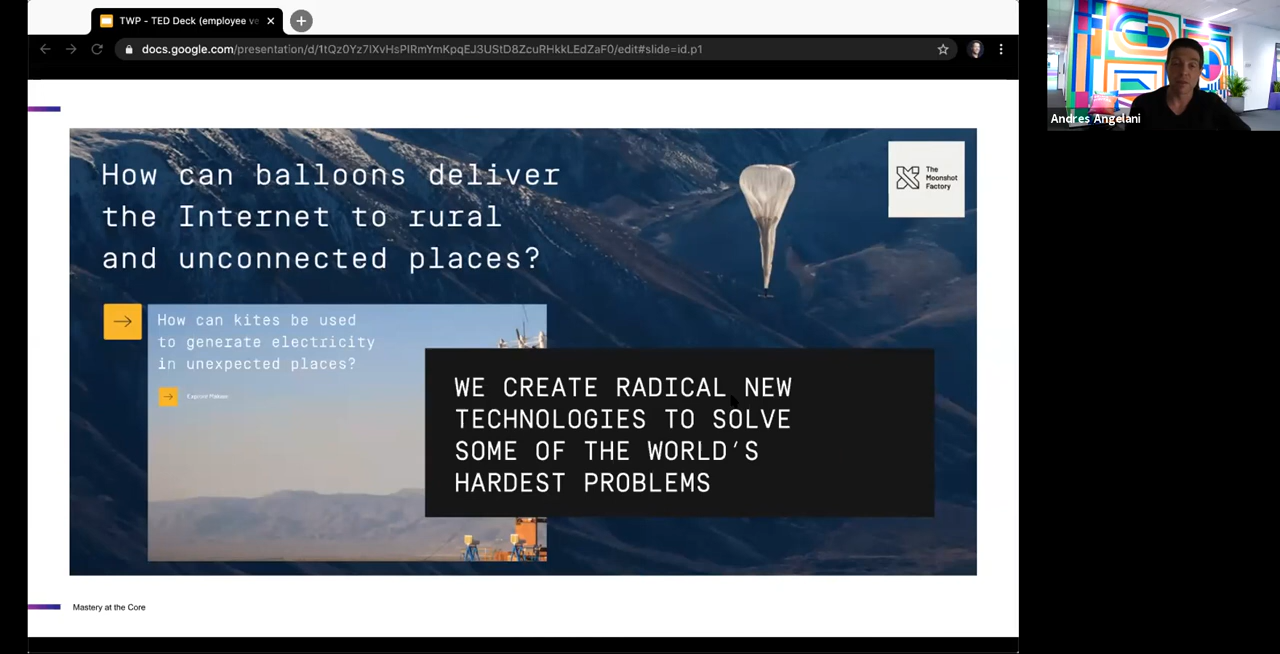 TWP - TED Deck (employee ve
docs.google.com/presentation/d/1tQz0Yz7lXvHsPIRmYmKpqEJ3UStD8ZcuRHkkLEdZaF0/edit#slide=id.p1
Andres Angelani
How can balloons deliver
the Internet to rural
and unconnected places?
The
Moonshot
Factory
How can kites be used
to generate electricity
in unexpected places?
WE CREATE RADICAL NEW
TECHNOLOGIES TO SOLVE
SOME OF THE WORLD'S
HARDEST PROBLEMS
Mastery at the Core